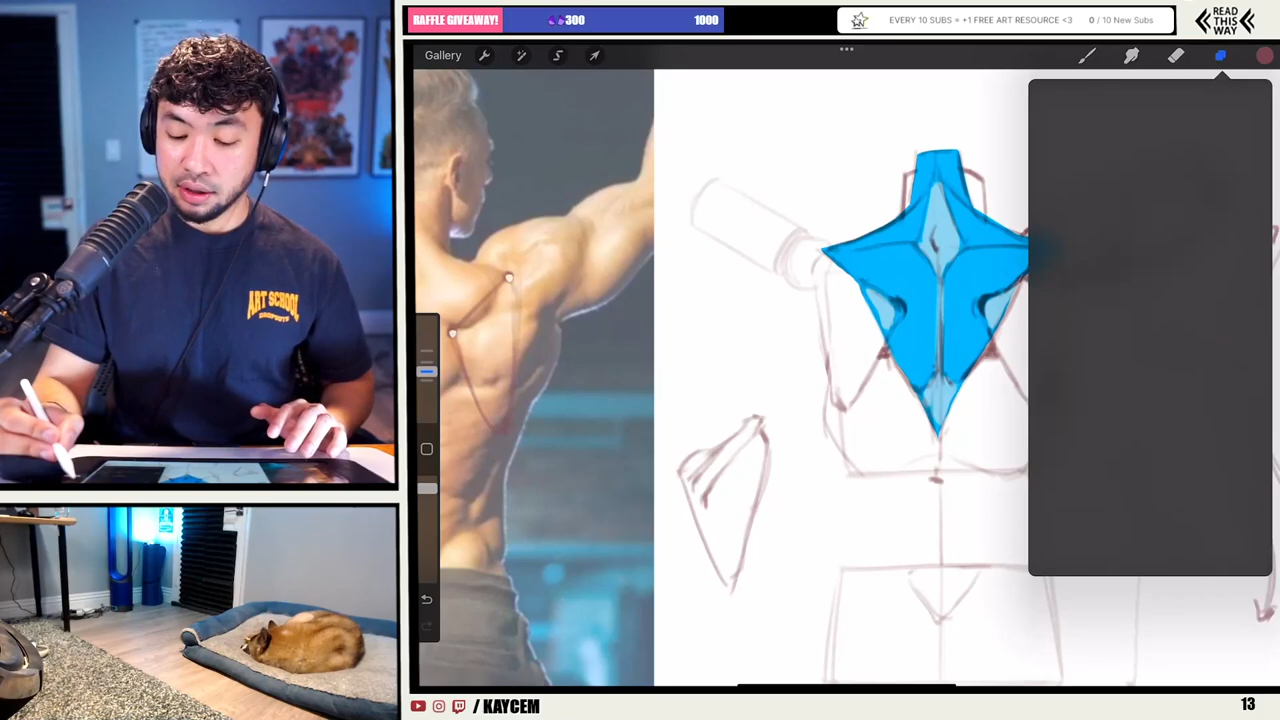 RAFFLE GIVEAWAY! 300 1000
EVERY 10 SUBS = +1 FREE ART RESOURCE <3 0 / 10 New Subs
READ
THIS
WAY
Gallery
ART SCHOOL
DROPOUTS
/ KAYCEM
13